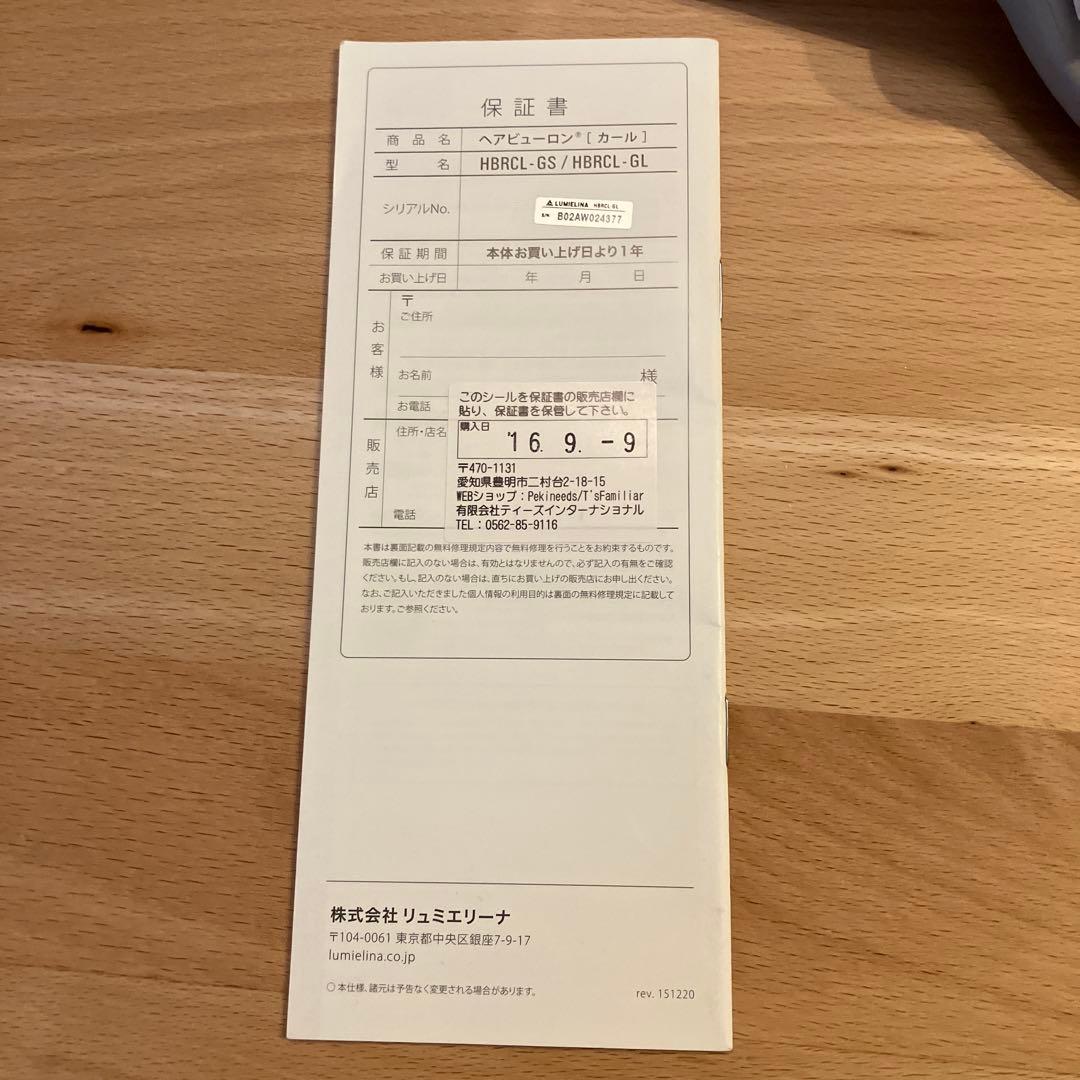 保証書
商品名 ヘアビューロン®[カール]
型名 HBRCL-GS / HBRCL-GL
シリアルNo.
LUMIELINA HBRCL-GL
S/N B02AW024377
保証期間 本体お買い上げ日より1年
お買い上げ日 年 月 日
お客様
〒
ご住所
お名前 様
お電話
販売店
住所・店名
電話
このシールを保証書の販売店欄に
貼り、保証書を保管して下さい。
購入日
'16. 9. -9
〒470-1131
愛知県豊明市二村台2-18-15
WEBショップ:Pekineeds/T'sFamiliar
有限会社ティーズインターナショナル
TEL:0562-85-9116
本書は裏面記載の無料修理規定内容で無料修理を行うことをお約束するものです。
販売店欄に記入のない場合は、有効とはなりませんので、必ず記入の有無をご確認
ください。もし、記入のない場合は、直ちにお買い上げの販売店にお申し出ください。
なお、ご記入いただきました個人情報の利用目的は裏面の無料修理規定に記載して
おります。ご参照ください。
株式会社 リュミエリーナ
〒104-0061 東京都中央区銀座7-9-17
lumielina.co.jp
○本仕様、諸元は予告なく変更される場合があります。
rev. 151220